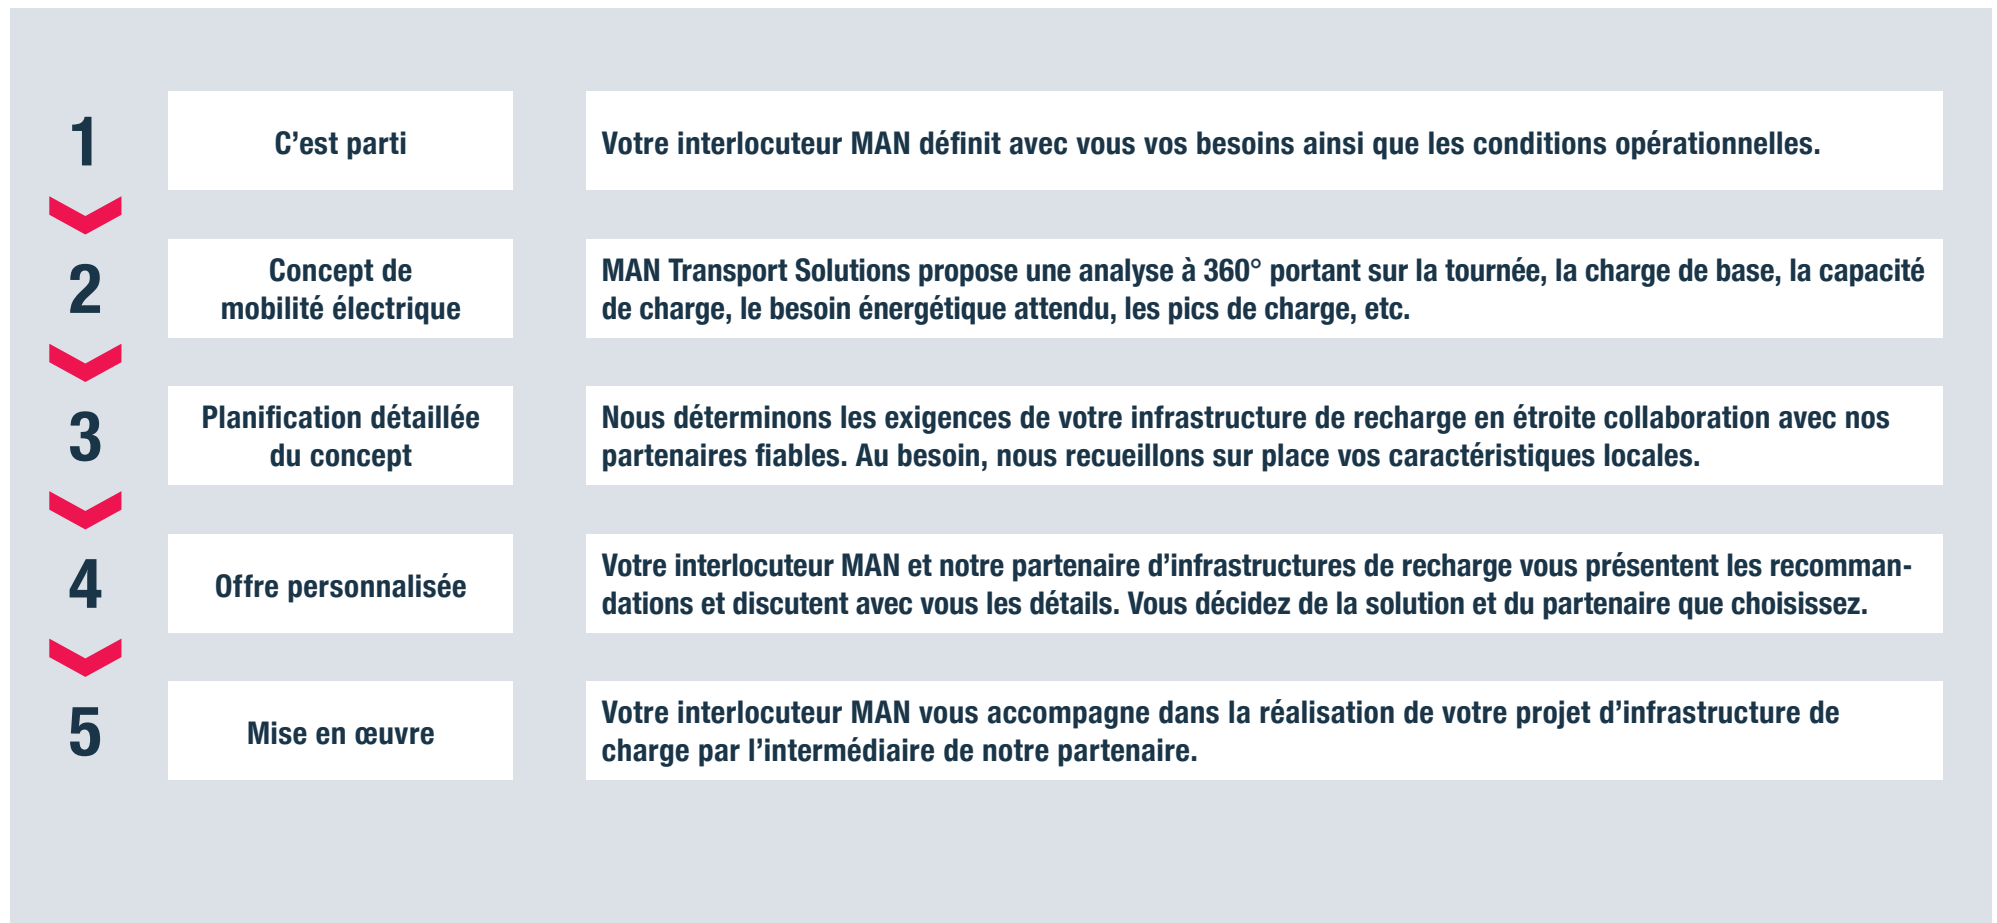 1
C’est parti
Votre interlocuteur MAN définit avec vous vos besoins ainsi que les conditions opérationnelles.
2
Concept de
mobilité électrique
MAN Transport Solutions propose une analyse à 360° portant sur la tournée, la charge de base, la capacité
de charge, le besoin énergétique attendu, les pics de charge, etc.
3
Planification détaillée
du concept
Nous déterminons les exigences de votre infrastructure de recharge en étroite collaboration avec nos
partenaires fiables. Au besoin, nous recueillons sur place vos caractéristiques locales.
4
Offre personnalisée
Votre interlocuteur MAN et notre partenaire d’infrastructures de recharge vous présentent les recomman-
dations et discutent avec vous les détails. Vous décidez de la solution et du partenaire que choisissez.
5
Mise en œuvre
Votre interlocuteur MAN vous accompagne dans la réalisation de votre projet d’infrastructure de
charge par l’intermédiaire de notre partenaire.